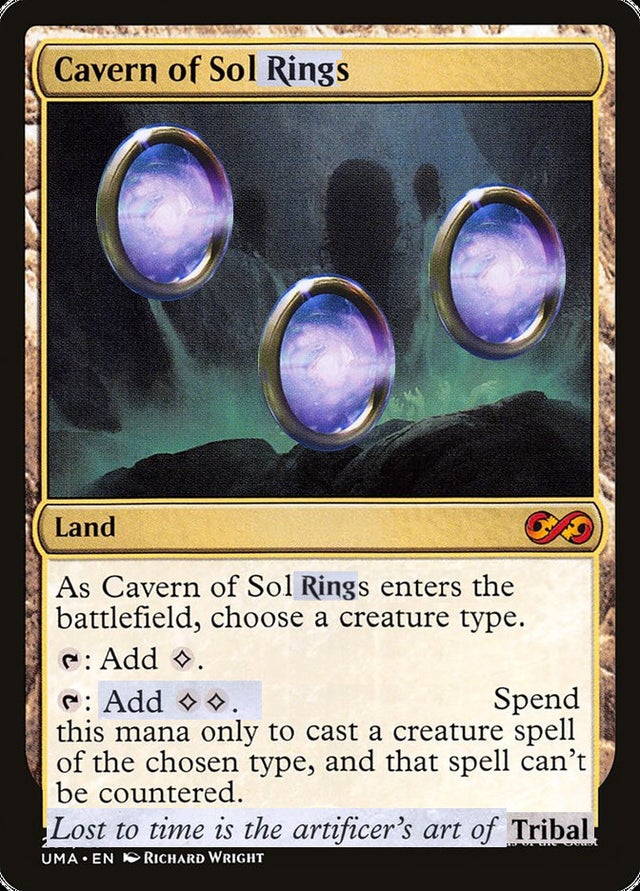 Cavern of Sol Rings
Land
As Cavern of Sol Rings enters the
battlefield, choose a creature type.
: Add .
: Add . Spend
this mana only to cast a creature spell
of the chosen type, and that spell can't
be countered.
Lost to time is the artificer's art of Tribal
UMA • EN Richard Wright